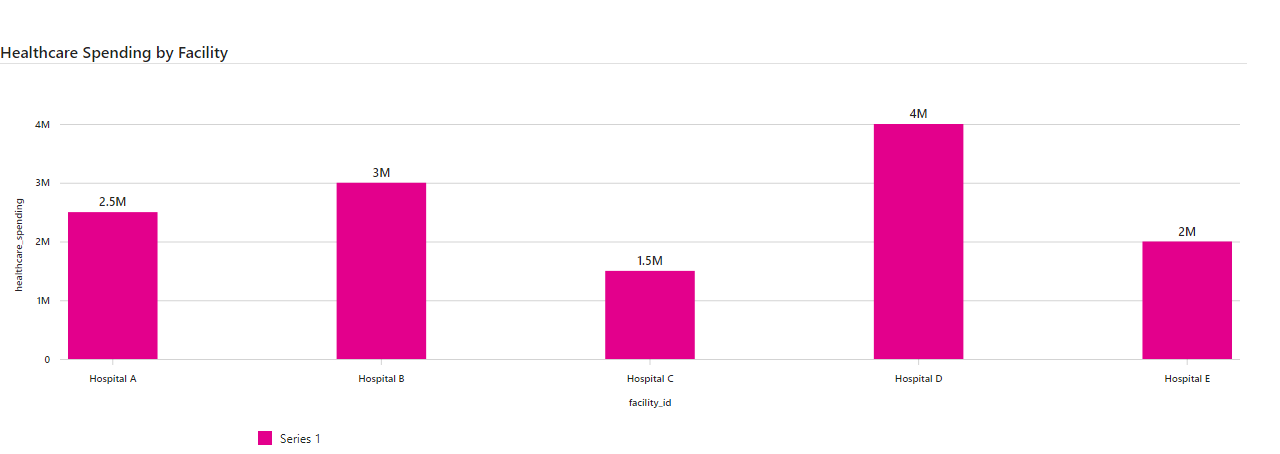 Healthcare Spending by Facility
4M
3M
2M
1M
0
healthcare_spending
2.5M
3M
1.5M
4M
2M
Hospital A
Hospital B
Hospital C
Hospital D
Hospital E
facility_id
Series 1